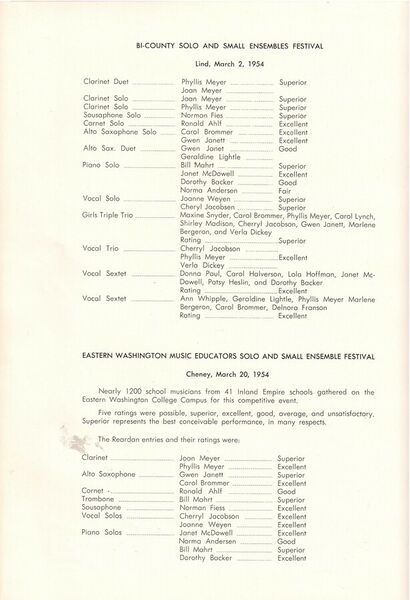 BI-COUNTY SOLO AND SMALL ENSEMBLES FESTIVAL
Lind, March 2, 1954
Clarinet Duet Phyllis Meyer Superior
Joan Meyer
Clarinet Solo Joan Meyer Superior
Clarinet Solo Phyllis Meyer Superior
Sousaphone Solo Norman Fies Superior
Cornet Solo Ronald Ahlf Excellent
Alto Saxophone Solo Carol Brommer Excellent
Gwen Janett Excellent
Alto Sax. Duet Gwen Janet Good
Geraldine Lightle
Piano Solo Bill Mahrt Superior
Janet McDowell Excellent
Dorothy Backer Good
Norma Andersen Fair
Vocal Solo Joanne Weyen Superior
Cheryl Jacobsen Superior
Girls Triple Trio Maxine Snyder, Carol Brommer, Phyllis Meyer, Carol Lynch,
Shirley Madison, Cherryl Jacobson, Gwen Janett, Marlene
Bergeron, and Verla Dickey
Rating Superior
Vocal Trio Cherryl Jacobson
Phyllis Meyer Excellent
Verla Dickey
Vocal Sextet Donna Paul, Carol Halverson, Lola Hoffman, Janet Mc-
Dowell, Patsy Heslin, and Dorothy Backer
Rating Excellent
Vocal Sextet Ann Whipple, Geraldine Lightle, Phyllis Meyer Marlene
Bergeron, Carol Brommer, Delnora Franson
Rating Excellent
EASTERN WASHINGTON MUSIC EDUCATORS SOLO AND SMALL ENSEMBLE FESTIVAL
Cheney, March 20, 1954
Nearly 1200 school musicians from 41 Inland Empire schools gathered on the
Eastern Washington College Campus for this competitive event.
Five ratings were possible, superior, excellent, good, average, and unsatisfactory.
Superior represents the best conceivable performance, in many respects.
The Reardan entries and their ratings were:
Clarinet Joan Meyer Superior
Phyllis Meyer Excellent
Alto Saxophone Gwen Janett Superior
Carol Brommer Excellent
Cornet Ronald Ahlf Good
Trombone Bill Mahrt Superior
Sousaphone Norman Fiess Excellent
Vocal Solos Cherryl Jacobson Excellent
Joanne Weyen Excellent
Piano Solos Janet McDowell Excellent
Norma Andersen Good
Bill Mahrt Superior
Dorothy Backer Excellent